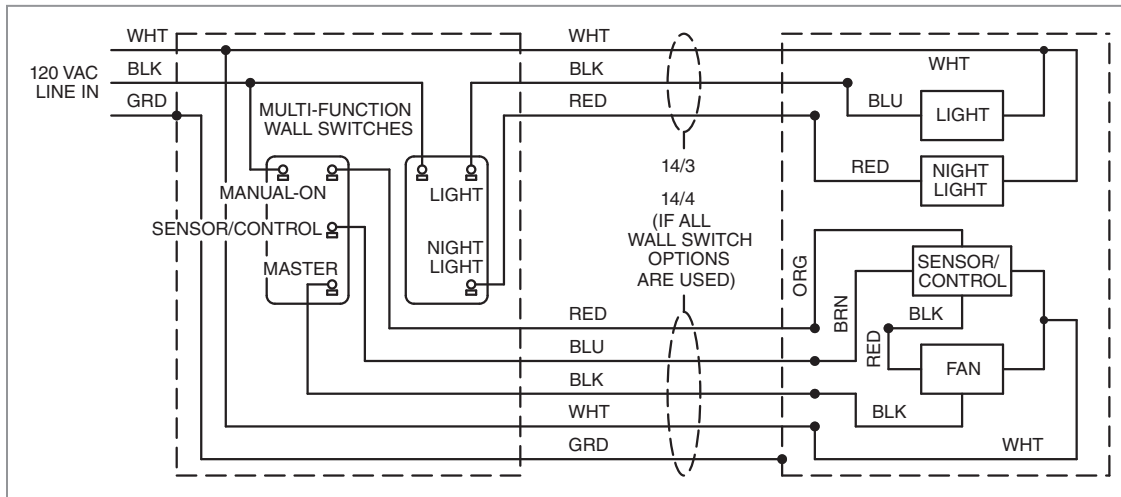 WHT
BLK
GRD
120 VAC
LINE IN
MULTI-FUNCTION
WALL SWITCHES
MANUAL-ON
SENSOR/CONTROL
MASTER
LIGHT
NIGHT
LIGHT
WHT
BLK
RED
14/3
14/4
(IF ALL
WALL SWITCH
OPTIONS
ARE USED)
RED
BLU
BLK
WHT
GRD
WHT
BLU
LIGHT
RED
NIGHT
LIGHT
ORG
BRN
SENSOR/
CONTROL
BLK
RED
FAN
BLK
WHT